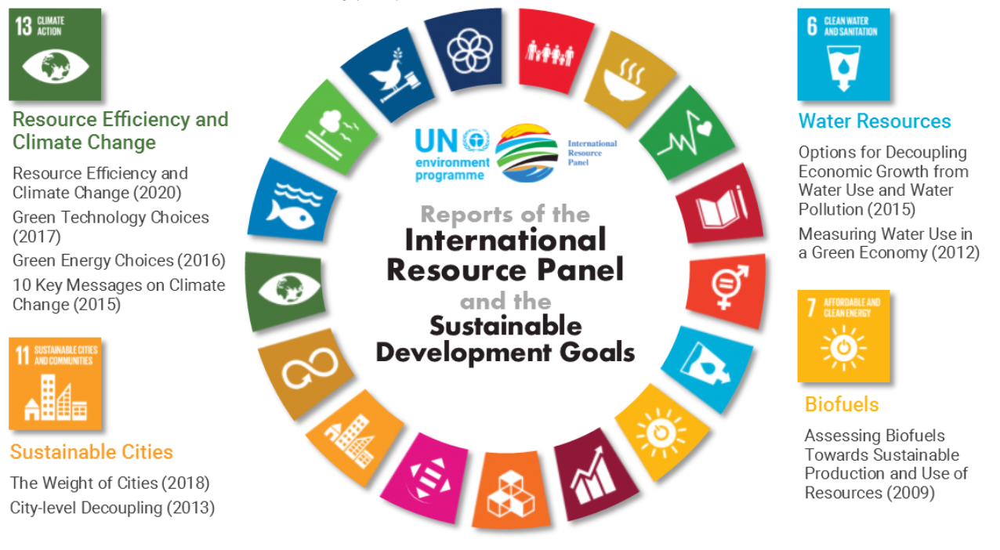 13 CLIMATE
ACTION
Resource Efficiency and
Climate Change
Resource Efficiency and
Climate Change (2020)
Green Technology Choices
(2017)
Green Energy Choices (2016)
10 Key Messages on Climate
Change (2015)
11 SUSTAINABLE CITIES
AND COMMUNITIES
Sustainable Cities
The Weight of Cities (2018)
City-level Decoupling (2013)
UN
environment
programme
International
Resource
Panel
Reports of the
International
Resource Panel
and the
Sustainable
Development Goals
6 CLEAN WATER
AND SANITATION
Water Resources
Options for Decoupling
Economic Growth from
Water Use and Water
Pollution (2015)
Measuring Water Use in
a Green Economy (2012)
7 AFFORDABLE AND
CLEAN ENERGY
Biofuels
Assessing Biofuels
Towards Sustainable
Production and Use of
Resources (2009)